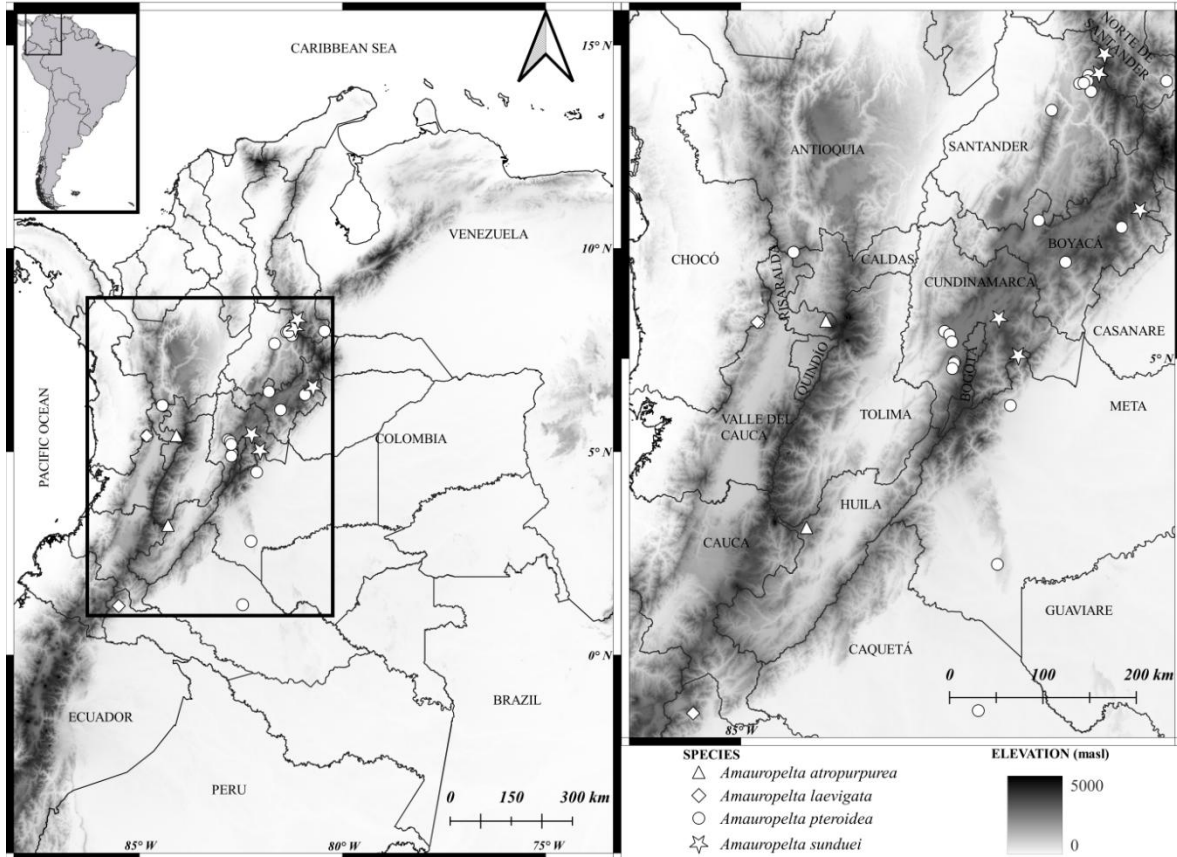 CARIBBEAN SEA
15° N
VENEZUELA
10° N
PACIFIC OCEAN
COLOMBIA
5° N
0° N
ECUADOR
BRAZIL
PERU
0 150 300 km
85° W
80° W
75° W
NORTE DE
SANTANDER
ANTIOQUIA
SANTANDER
CHOCÓ
RISARALDA
CALDAS
BOYACÁ
CUNDINAMARCA
CASANARE
QUINDÍO
BOGOTÁ
5° N
META
VALLE DEL
CAUCA
TOLIMA
HUILA
CAUCA
GUAVIARE
CAQUETÁ
0 100 200 km
85° W
SPECIES
Amauropelta atropurpurea
Amauropelta laevigata
Amauropelta pteroidea
Amauropelta sunduei
ELEVATION (masl)
5000
0